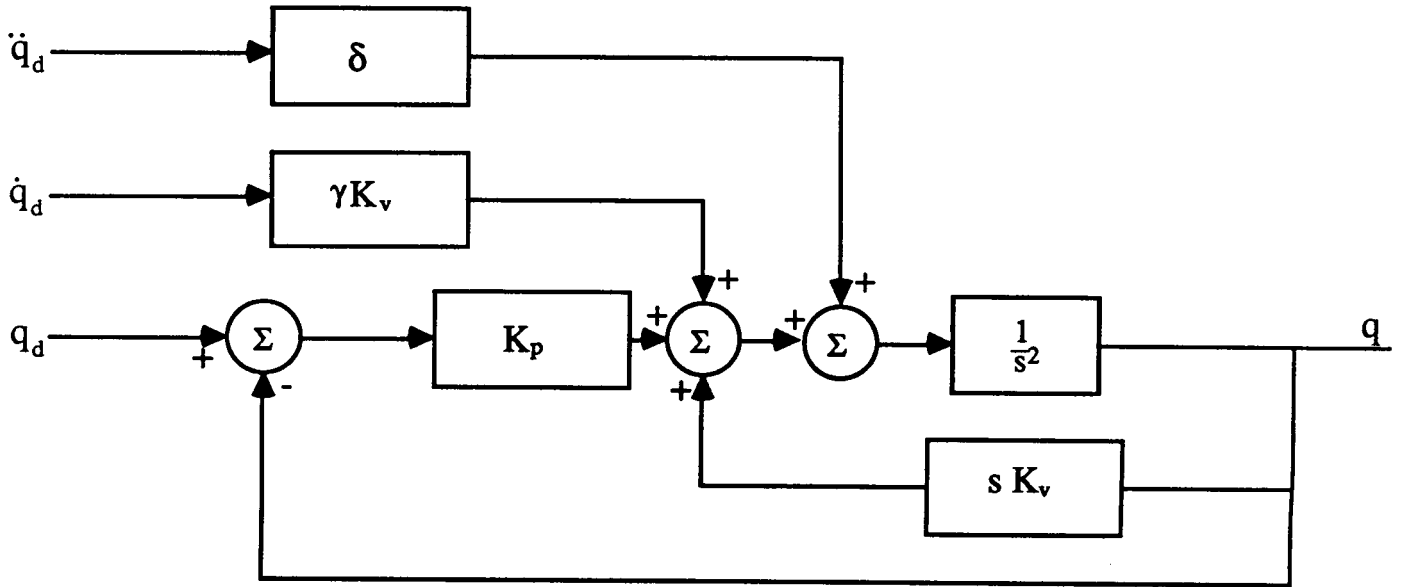 q̈d
δ
q̇d
γKv
+
+
qd
+
Σ
-
Kp
+
Σ
+
+
Σ
1/s²
q
s Kv